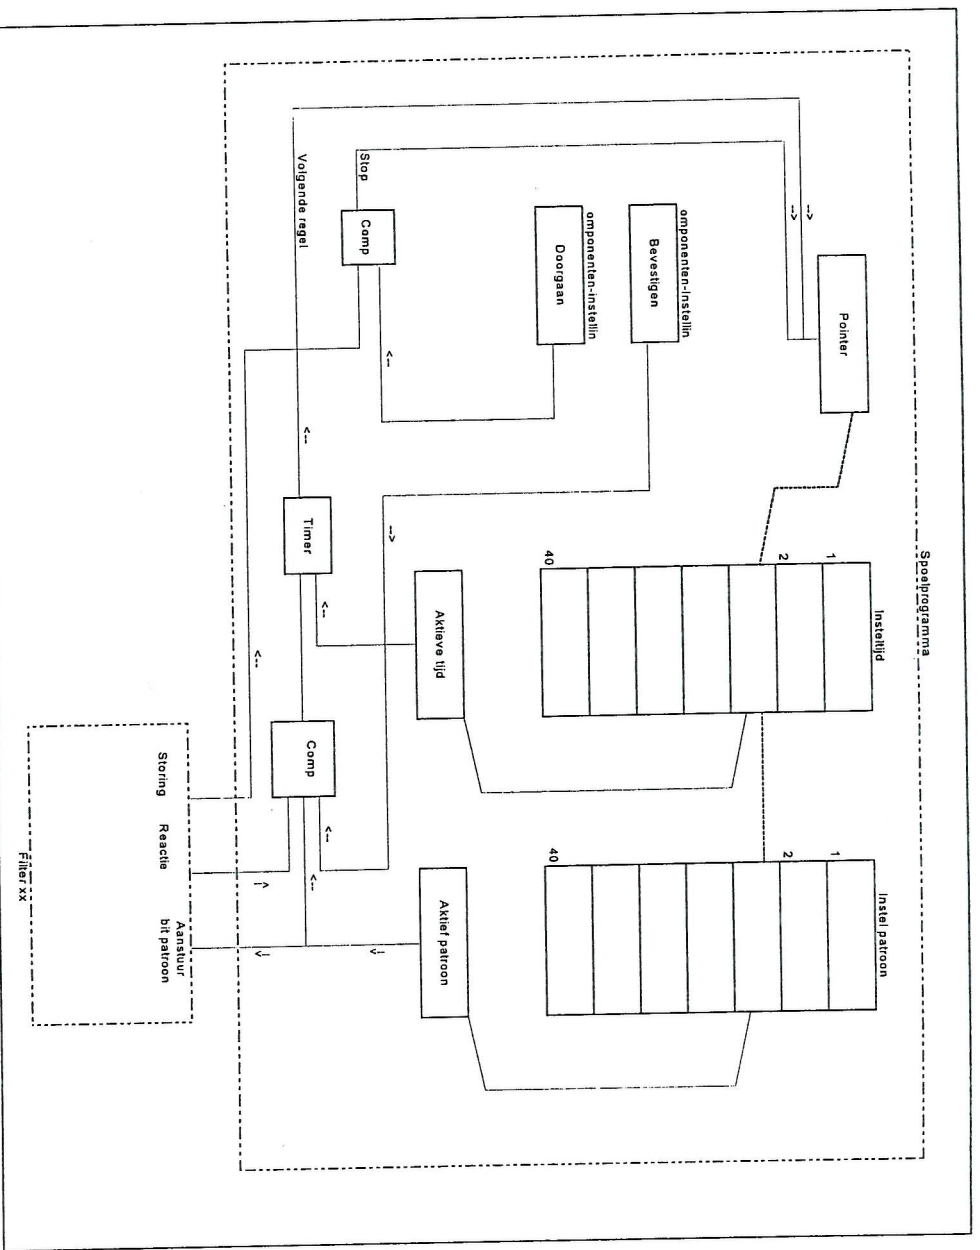 Spoelprogramma
Insteltijd
Instel patroon
1
2
40
1
2
40
Pointer
-->
-->
omponenten-Instellin
Bevestigen
omponenten-instellin
Doorgaan
Aktieve tijd
Aktief patroon
Stop
Comp
<--
-->
Volgende regel
<--
Timer
<--
Comp
<--
<--
<--
Storing
Reactie
Aanstuur
bit patroon
Filter xx